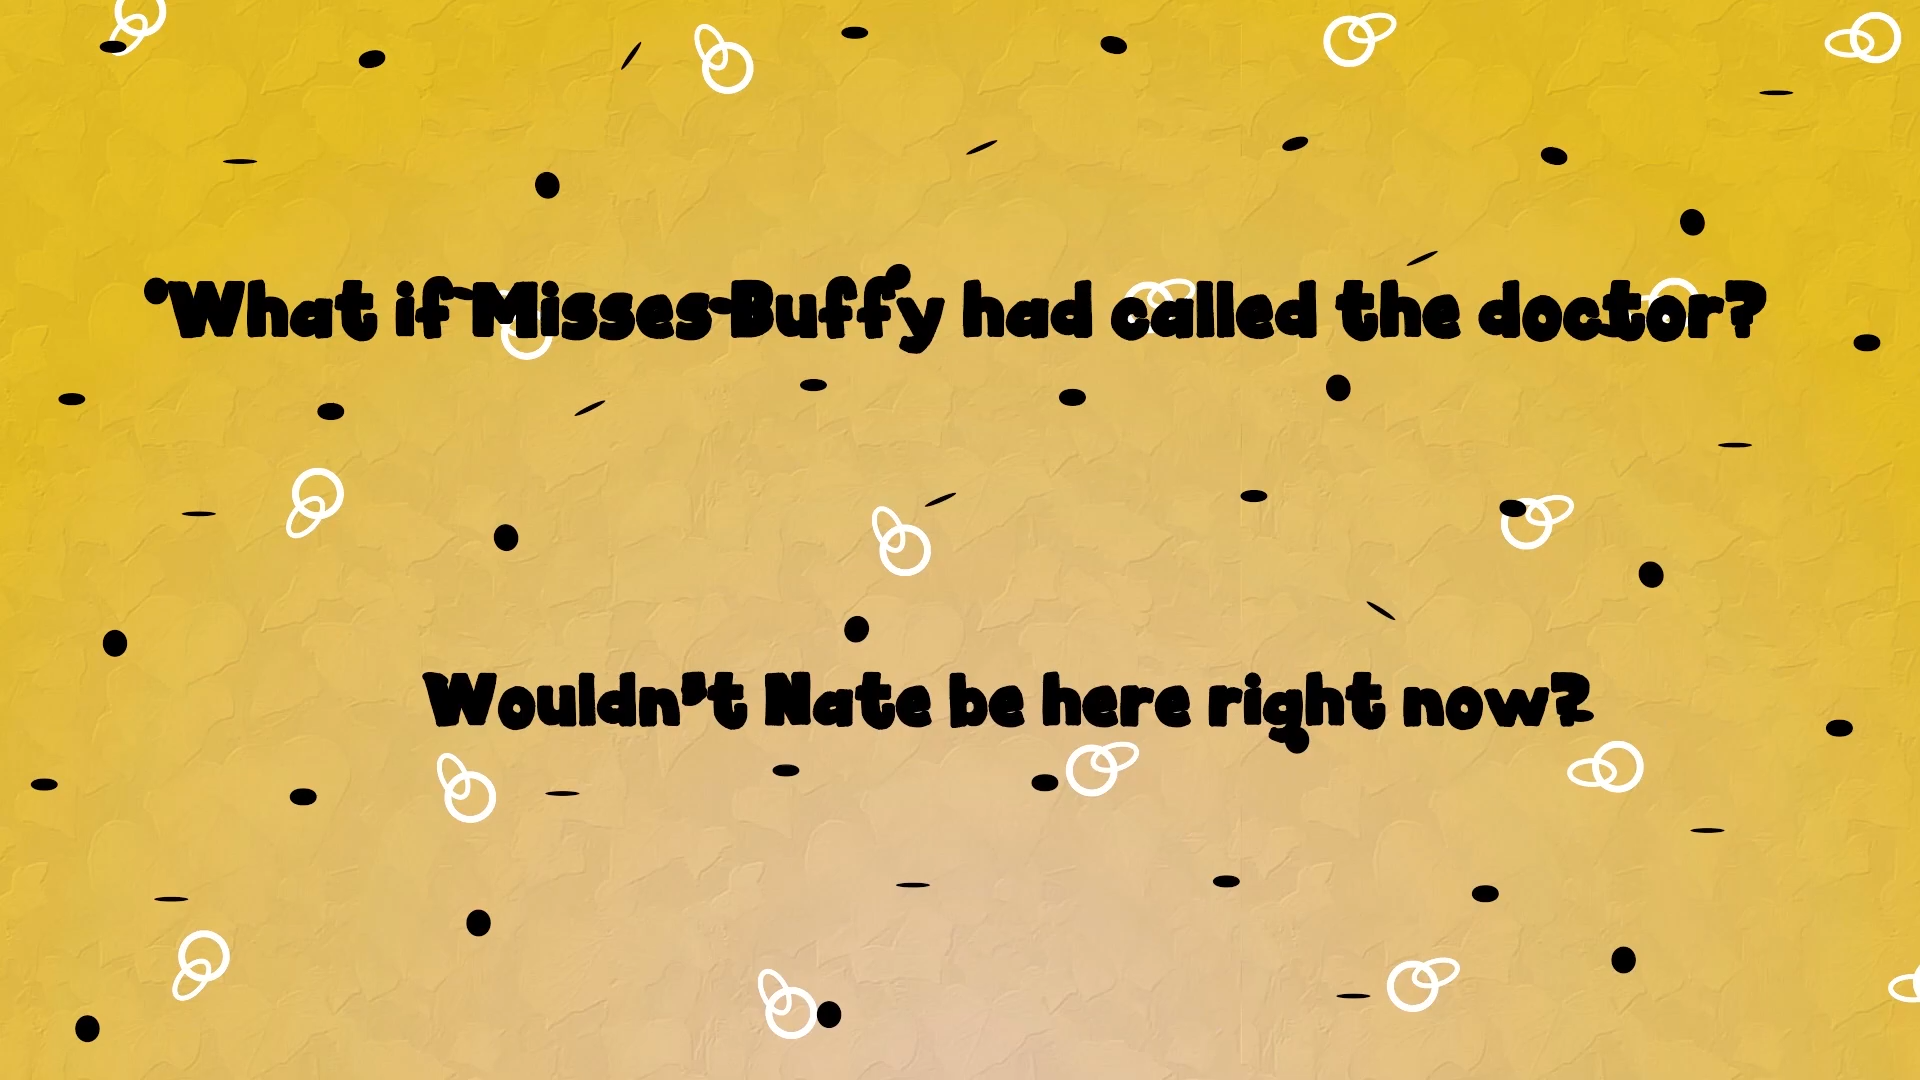 What if Misses Buffy had called the doctor?
Wouldn't Nate be here right now?